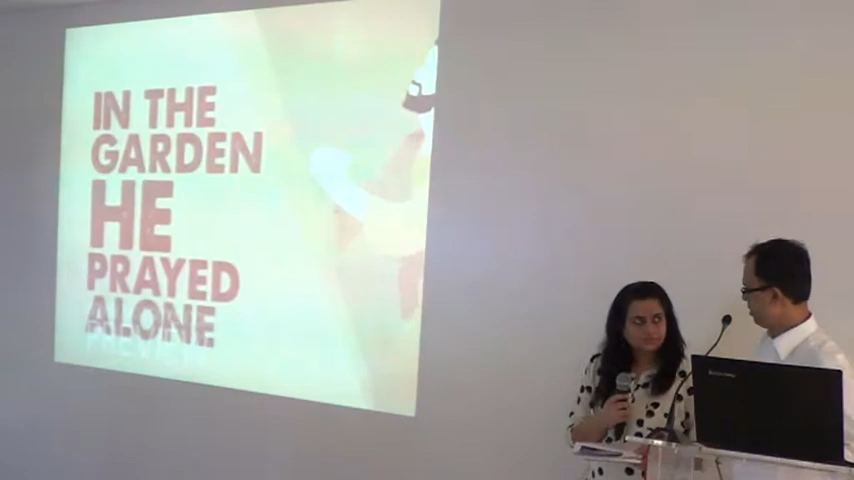 IN THE
GARDEN
HE
PRAYED
ALONE